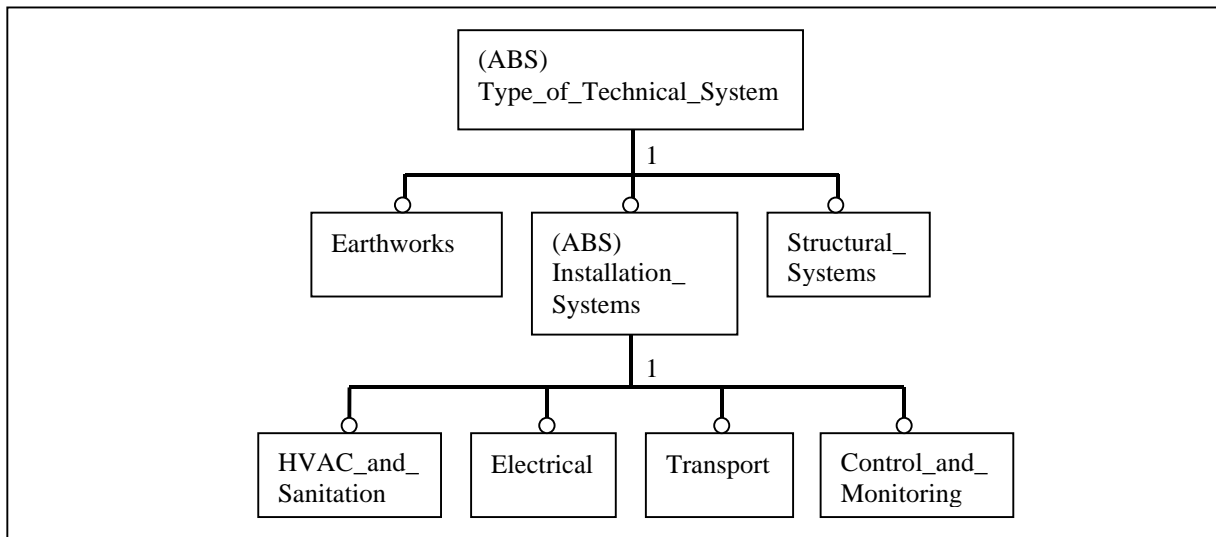 (ABS)
Type_of_Technical_System
1
Earthworks
(ABS)
Installation_
Systems
Structural_
Systems
1
HVAC_and_
Sanitation
Electrical
Transport
Control_and_
Monitoring